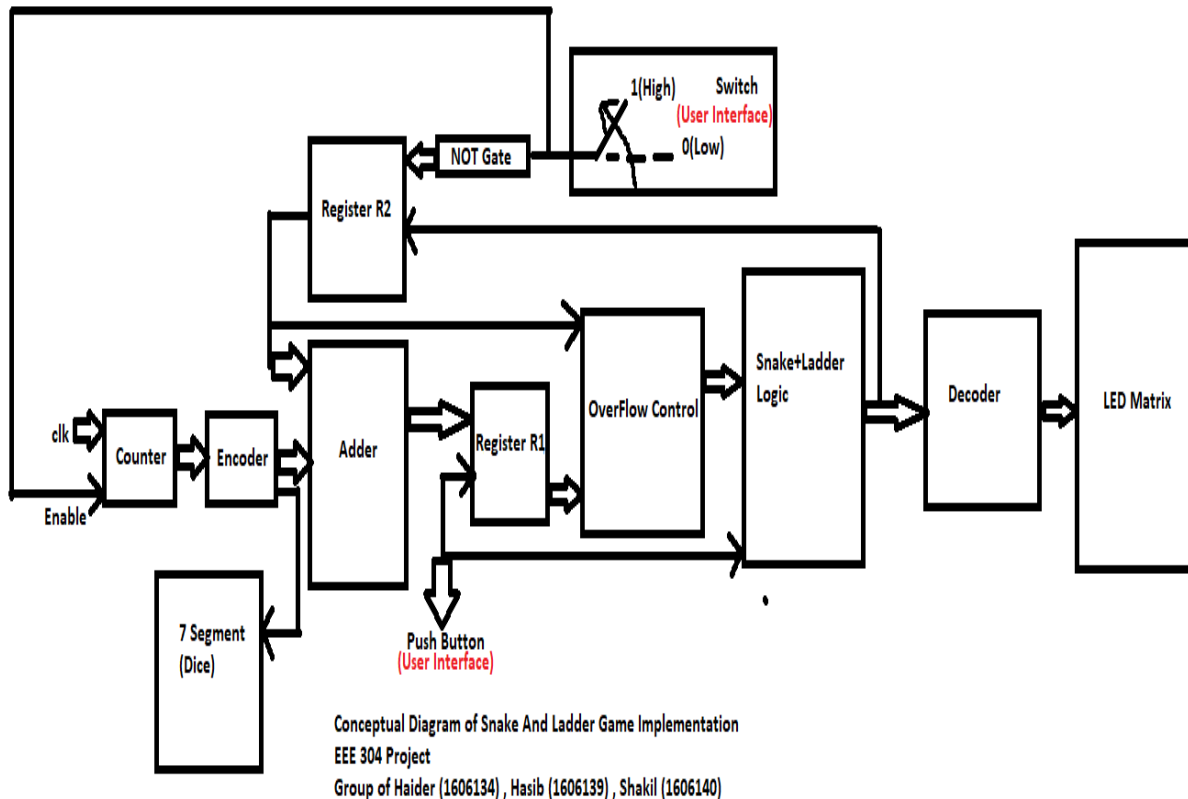 1(High)
Switch
(User Interface)
0(Low)
NOT Gate
Register R2
Snake+Ladder
Logic
OverFlow Control
Decoder
LED Matrix
clk
Counter
Encoder
Adder
Register R1
Enable
7 Segment
(Dice)
Push Button
(User Interface)
Conceptual Diagram of Snake And Ladder Game Implementation
EEE 304 Project
Group of Haider (1606134) , Hasib (1606139) , Shakil (1606140)